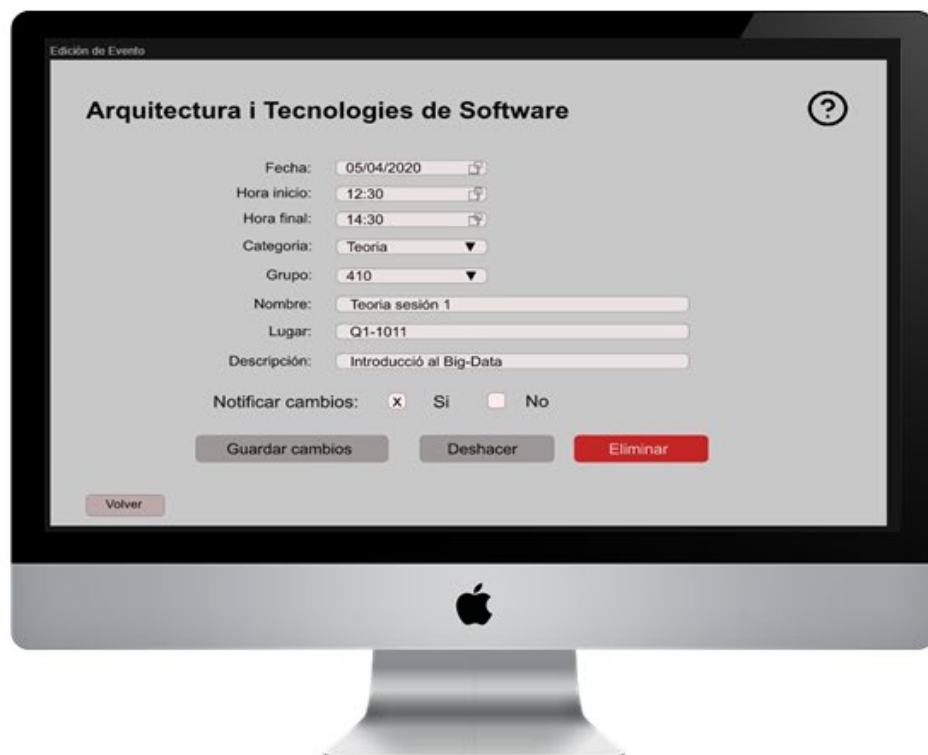 Edición de Evento
Arquitectura i Tecnologies de Software
?
Fecha: 05/04/2020
Hora inicio: 12:30
Hora final: 14:30
Categoria: Teoria
Grupo: 410
Nombre: Teoria sesión 1
Lugar: Q1-1011
Descripción: Introducció al Big-Data
Notificar cambios: x Si No
Guardar cambios Deshacer Eliminar
Volver